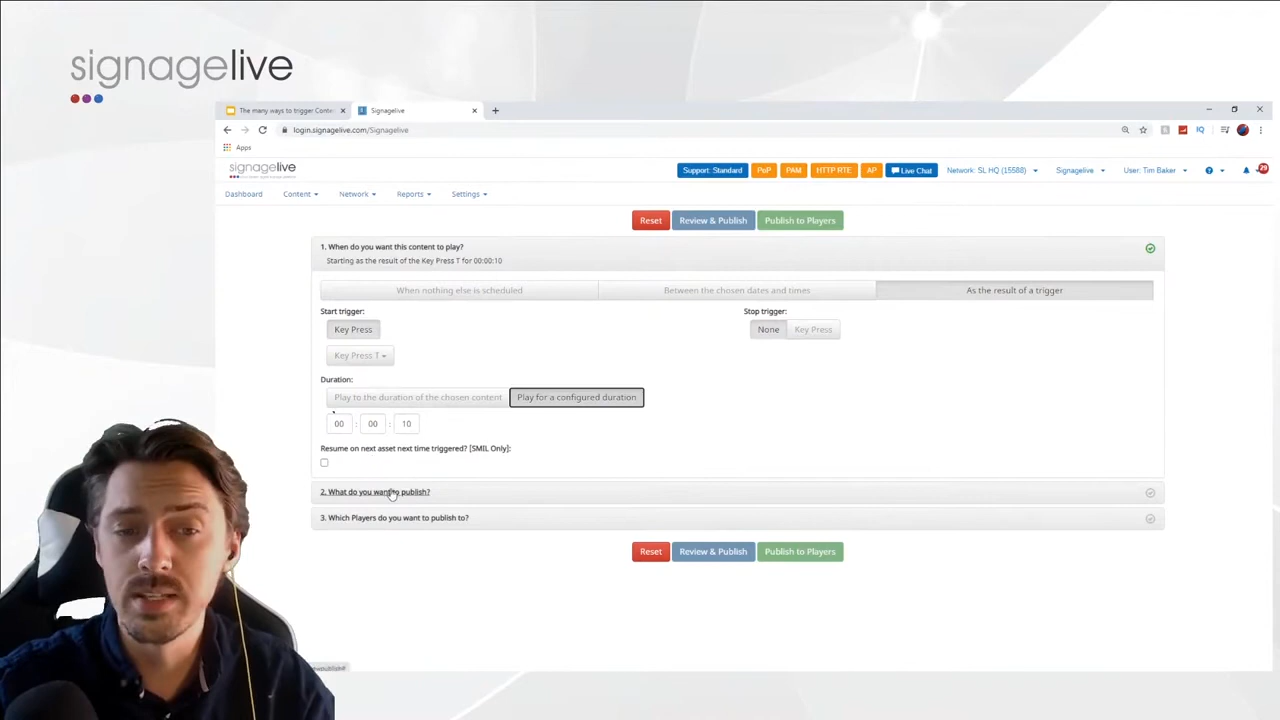 signagelive
The many ways to trigger Conte
Signagelive
login.signagelive.com/Signagelive
Apps
signagelive
Support: Standard
PoP
PAM
HTTP RTE
AP
Live Chat
Network: SL HQ (15588)
Signagelive
User: Tim Baker
29
Dashboard
Content
Network
Reports
Settings
Reset
Review & Publish
Publish to Players
1. When do you want this content to play?
Starting as the result of the Key Press T for 00:00:10
When nothing else is scheduled
Between the chosen dates and times
As the result of a trigger
Start trigger:
Stop trigger:
Key Press
None
Key Press
Key Press T
Duration:
Play to the duration of the chosen content
Play for a configured duration
00 : 00 : 10
Resume on next asset next time triggered? [SMIL Only]:
2. What do you want to publish?
3. Which Players do you want to publish to?
Reset
Review & Publish
Publish to Players